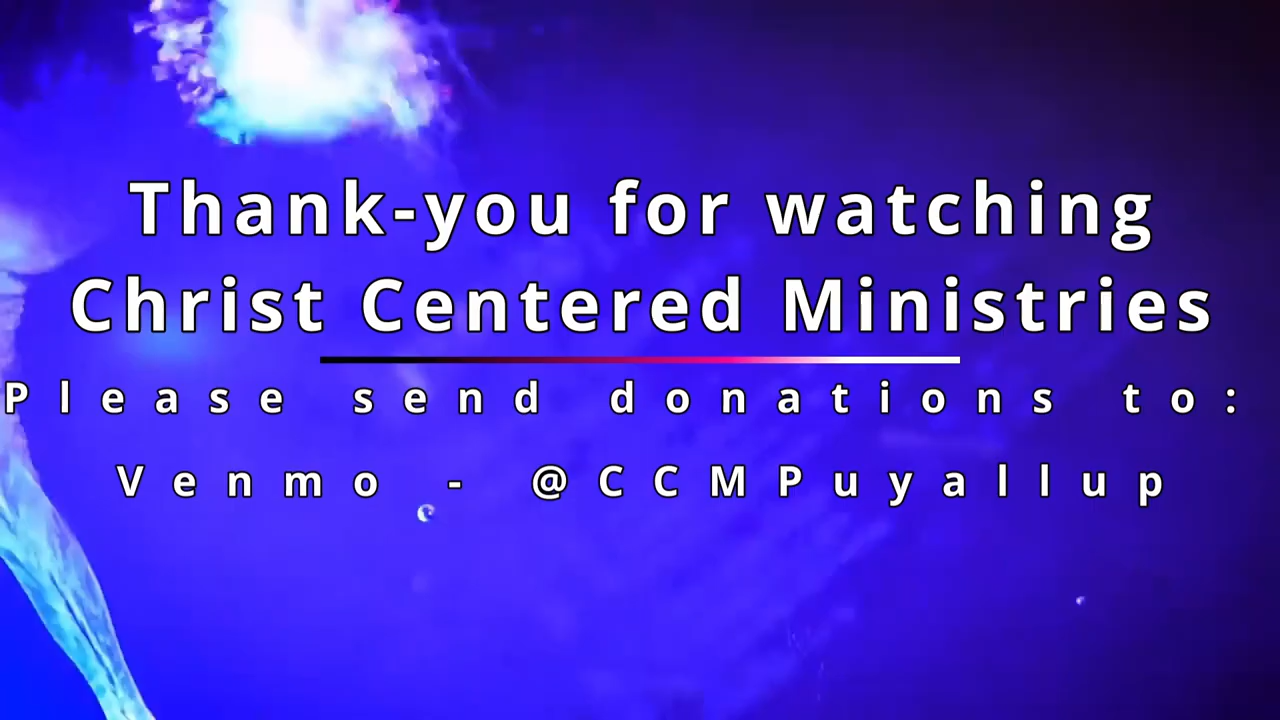 Thank-you for watching
Christ Centered Ministries
Please send donations to:
Venmo - @CCMPuyallup